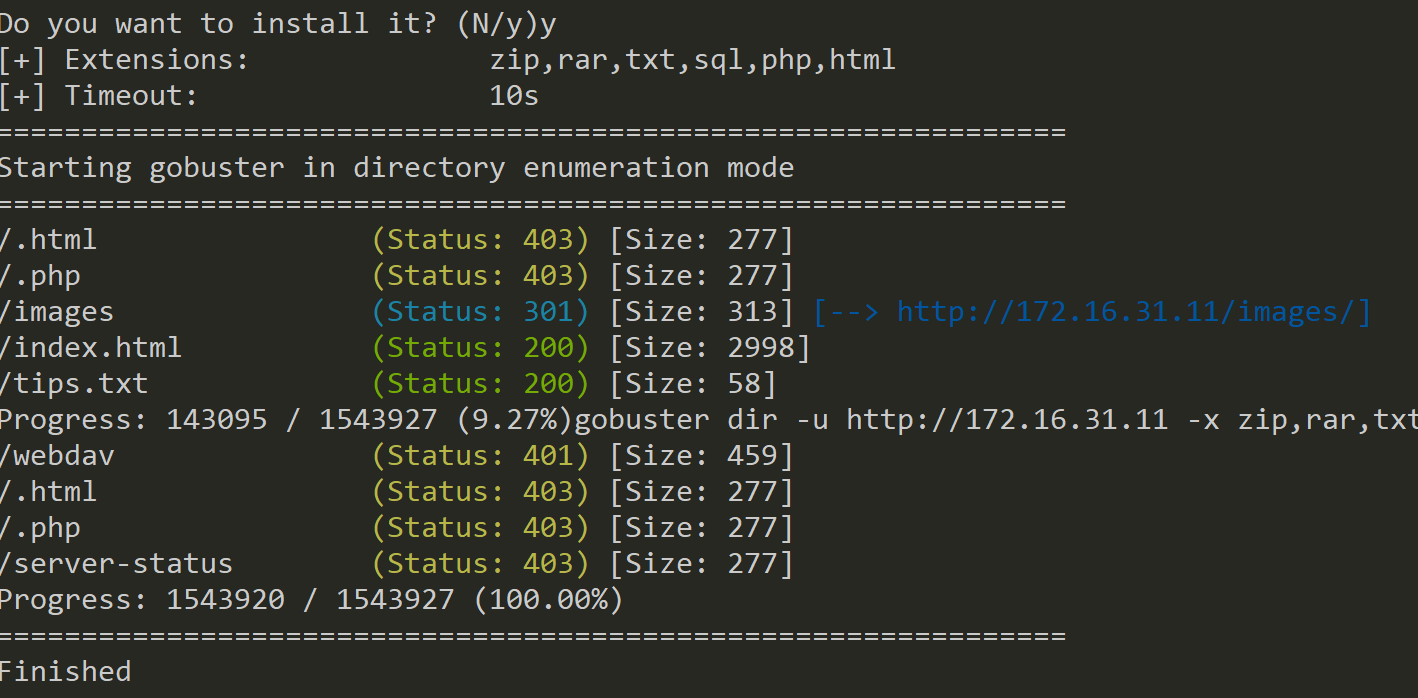 Do you want to install it? (N/y)y
[+] Extensions: zip,rar,txt,sql,php,html
[+] Timeout: 10s
===============================================================
Starting gobuster in directory enumeration mode
===============================================================
/.html (Status: 403) [Size: 277]
/.php (Status: 403) [Size: 277]
/images (Status: 301) [Size: 313] [--> http://172.16.31.11/images/]
/index.html (Status: 200) [Size: 2998]
/tips.txt (Status: 200) [Size: 58]
Progress: 143095 / 1543927 (9.27%)gobuster dir -u http://172.16.31.11 -x zip,rar,txt
/webdav (Status: 401) [Size: 459]
/.html (Status: 403) [Size: 277]
/.php (Status: 403) [Size: 277]
/server-status (Status: 403) [Size: 277]
Progress: 1543920 / 1543927 (100.00%)
===============================================================
Finished